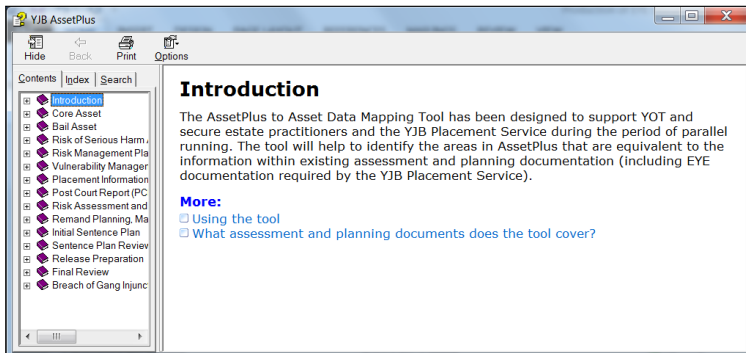 YJB AssetPlus
Hide Back Print Options
Contents Index Search
Introduction
Core Asset
Bail Asset
Risk of Serious Harm
Risk Management Pla
Vulnerability Manager
Placement Information
Post Court Report (PC
Risk Assessment and
Remand Planning, Ma
Initial Sentence Plan
Sentence Plan Review
Release Preparation
Final Review
Breach of Gang Injunc
Introduction
The AssetPlus to Asset Data Mapping Tool has been designed to support YOT and
secure estate practitioners and the YJB Placement Service during the period of parallel
running. The tool will help to identify the areas in AssetPlus that are equivalent to the
information within existing assessment and planning documentation (including EYE
documentation required by the YJB Placement Service).
More:
Using the tool
What assessment and planning documents does the tool cover?